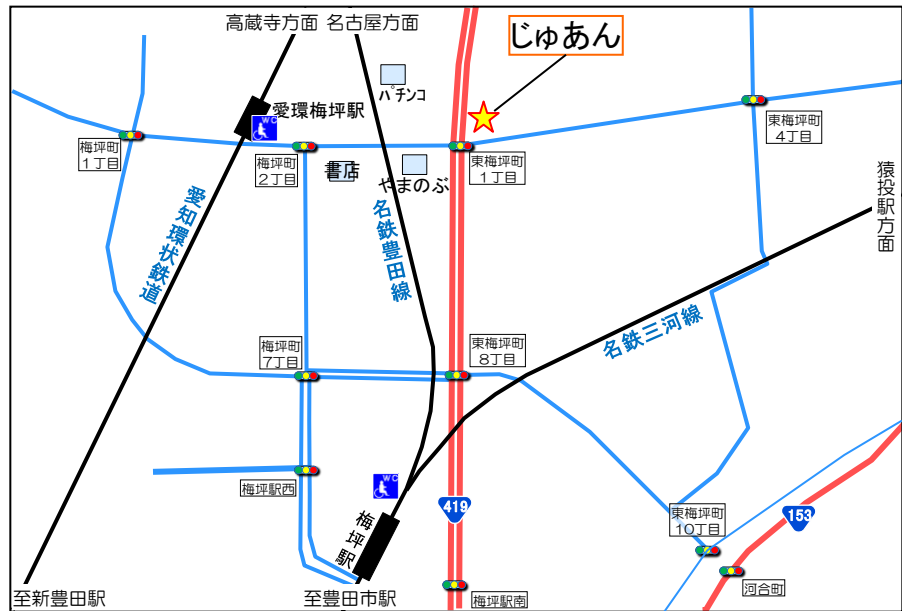 高蔵寺方面 名古屋方面
じゅあん
パチンコ
愛環梅坪駅
WC
梅坪町
1丁目
梅坪町
2丁目
書店
やまのぶ
東梅坪町
1丁目
東梅坪町
4丁目
猿投駅方面
愛知環状鉄道
名鉄豊田線
名鉄三河線
梅坪町
7丁目
東梅坪町
8丁目
梅坪駅西
WC
梅坪駅
419
東梅坪町
10丁目
153
河合町
梅坪駅南
至新豊田駅
至豊田市駅